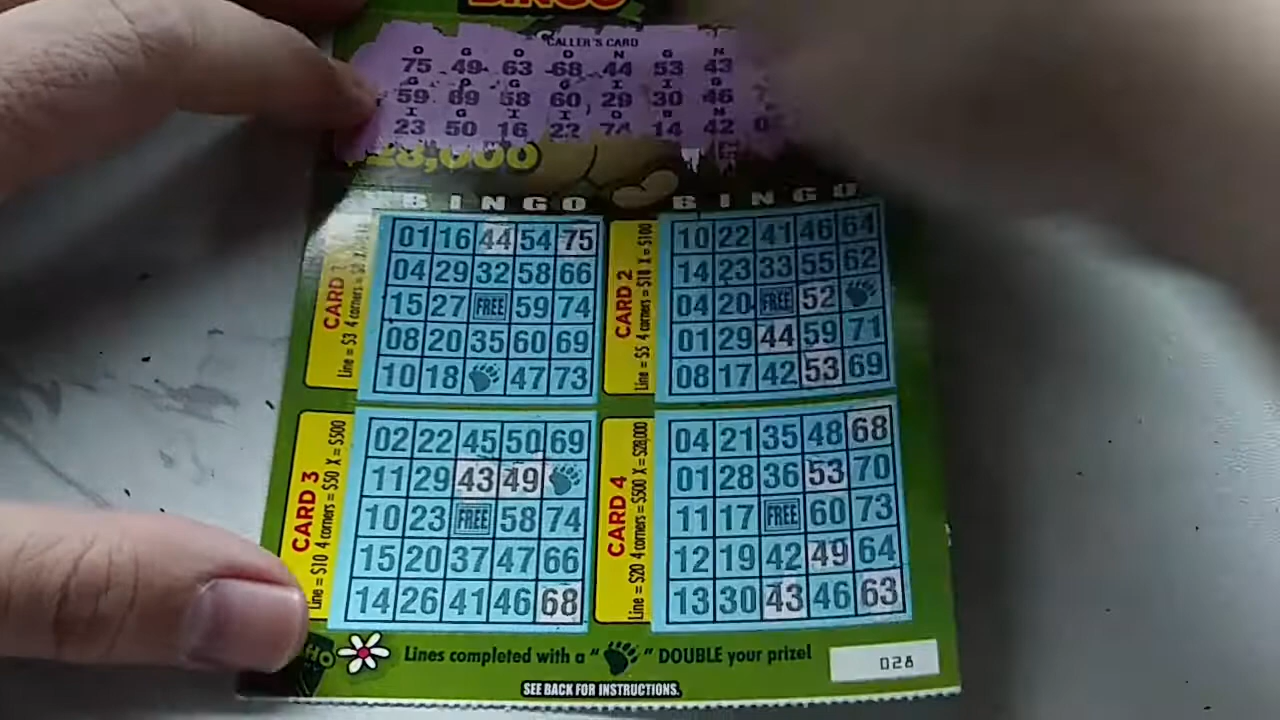 BINGO
CALLER'S CARD
O G O O N G N
75 49 63 68 44 53 43
G O G O I I G
59 69 58 60 29 30 46
I G I I O B N
23 50 16 22 74 14 42
$28,000
B I N G O B I N G O
CARD 1
Line = $3 4 corners =
01 16 44 54 75
04 29 32 58 66
15 27 FREE 59 74
08 20 35 60 69
10 18 47 73
CARD 2
Line = $5 4 corners = $10 X = $100
10 22 41 46 64
14 23 33 55 62
04 20 FREE 52
01 29 44 59 71
08 17 42 53 69
CARD 3
Line = $10 4 corners = $50 X = $500
02 22 45 50 69
11 29 43 49
10 23 FREE 58 74
15 20 37 47 66
14 26 41 46 68
CARD 4
Line = $20 4 corners = $500 X = $28,000
04 21 35 48 68
01 28 36 53 70
11 17 FREE 60 73
12 19 42 49 64
13 30 43 46 63
Lines completed with a " " DOUBLE your prize!
028
SEE BACK FOR INSTRUCTIONS.